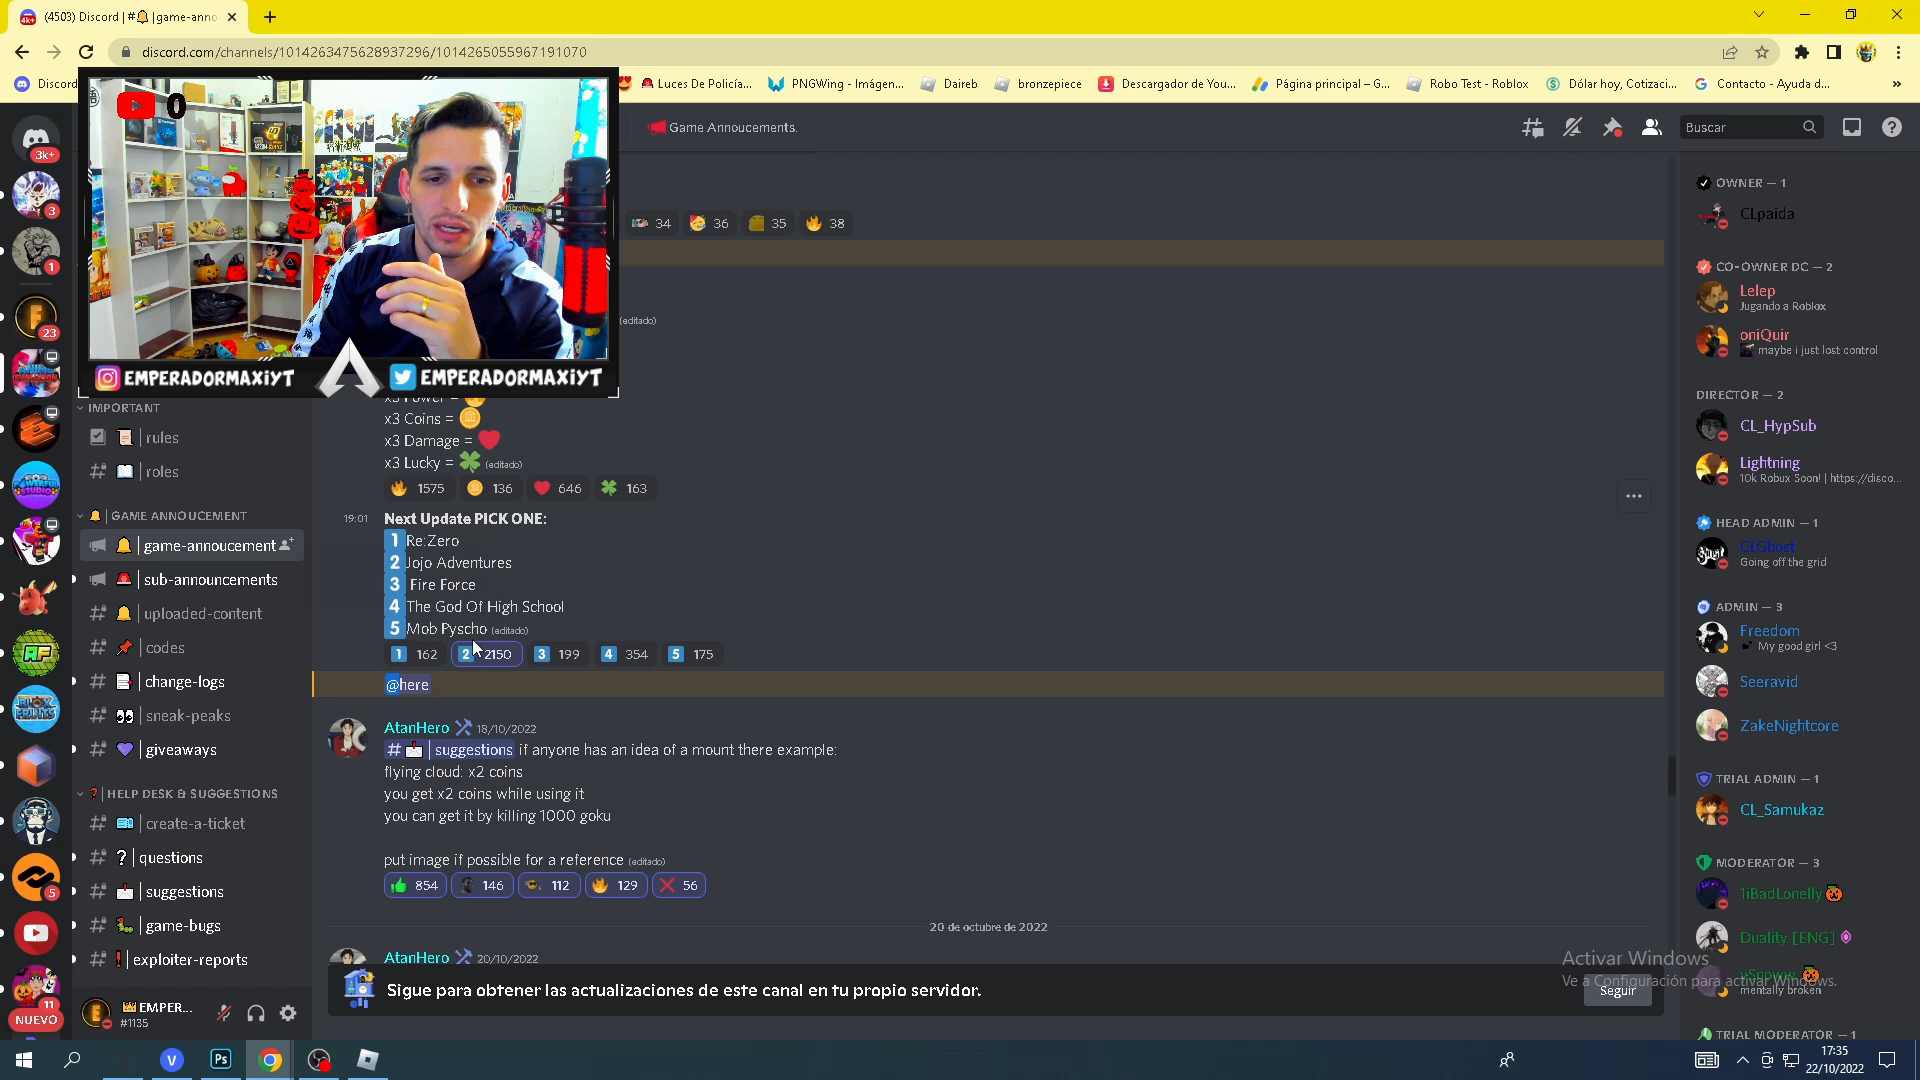 (4503) Discord | #🔔 |game-anno
discord.com/channels/1014263475628937296/1014265055967191070
Discord
Luces De Policía...
PNGWing - Imágen...
Daireb
bronzepiece
Descargador de You...
Página principal – G...
Robo Test - Roblox
Dólar hoy, Cotizaci...
Contacto - Ayuda d...
»
0
EMPERADORMAXIYT
EMPERADORMAXIYT
3k+
3
1
23
5
11
NUEVO
Game Annoucements.
Buscar
34
36
35
38
(editado)
x3 Power =
x3 Coins =
x3 Damage =
x3 Lucky = (editado)
1575
136
646
163
19:01
Next Update PICK ONE:
1 Re:Zero
2 Jojo Adventures
3 Fire Force
4 The God Of High School
5 Mob Pyscho (editado)
1 162
2 2150
3 199
4 354
5 175
@here
AtanHero 18/10/2022
# | suggestions if anyone has an idea of a mount there example:
flying cloud: x2 coins
you get x2 coins while using it
you can get it by killing 1000 goku
put image if possible for a reference (editado)
854
146
112
129
56
20 de octubre de 2022
AtanHero 20/10/2022
Sigue para obtener las actualizaciones de este canal en tu propio servidor.
Seguir
IMPORTANT
| rules
| roles
| GAME ANNOUCEMENT
| game-annoucement
| sub-announcements
| uploaded-content
| codes
| change-logs
| sneak-peaks
| giveaways
? | HELP DESK & SUGGESTIONS
| create-a-ticket
? | questions
| suggestions
| game-bugs
! | exploiter-reports
EMPER...
#1135
OWNER — 1
CLpaida
CO-OWNER DC — 2
Lelep
Jugando a Roblox
oniQuir
maybe i just lost control
DIRECTOR — 2
CL_HypSub
Lightning
10k Robux Soon! | https://disco...
HEAD ADMIN — 1
CLGhost
Going off the grid
ADMIN — 3
Freedom
My good girl <3
Seeravid
ZakeNightcore
TRIAL ADMIN — 1
CL_Samukaz
MODERATOR — 3
1iBadLonelly
Duality [ENG]
mentally broken
TRIAL MODERATOR — 1
Activar Windows
Ve a Configuración para activar Windows.
V
Ps
17:35
22/10/2022